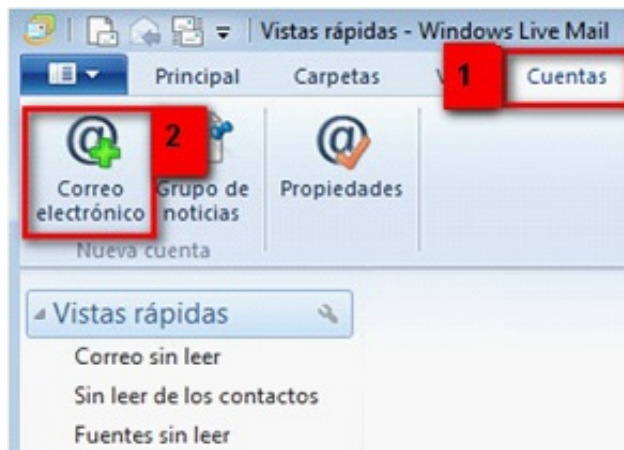 Vistas rápidas - Windows Live Mail
Principal Carpetas V 1 Cuentas
2
Correo electrónico
Grupo de noticias
Propiedades
Nueva cuenta
Vistas rápidas
Correo sin leer
Sin leer de los contactos
Fuentes sin leer